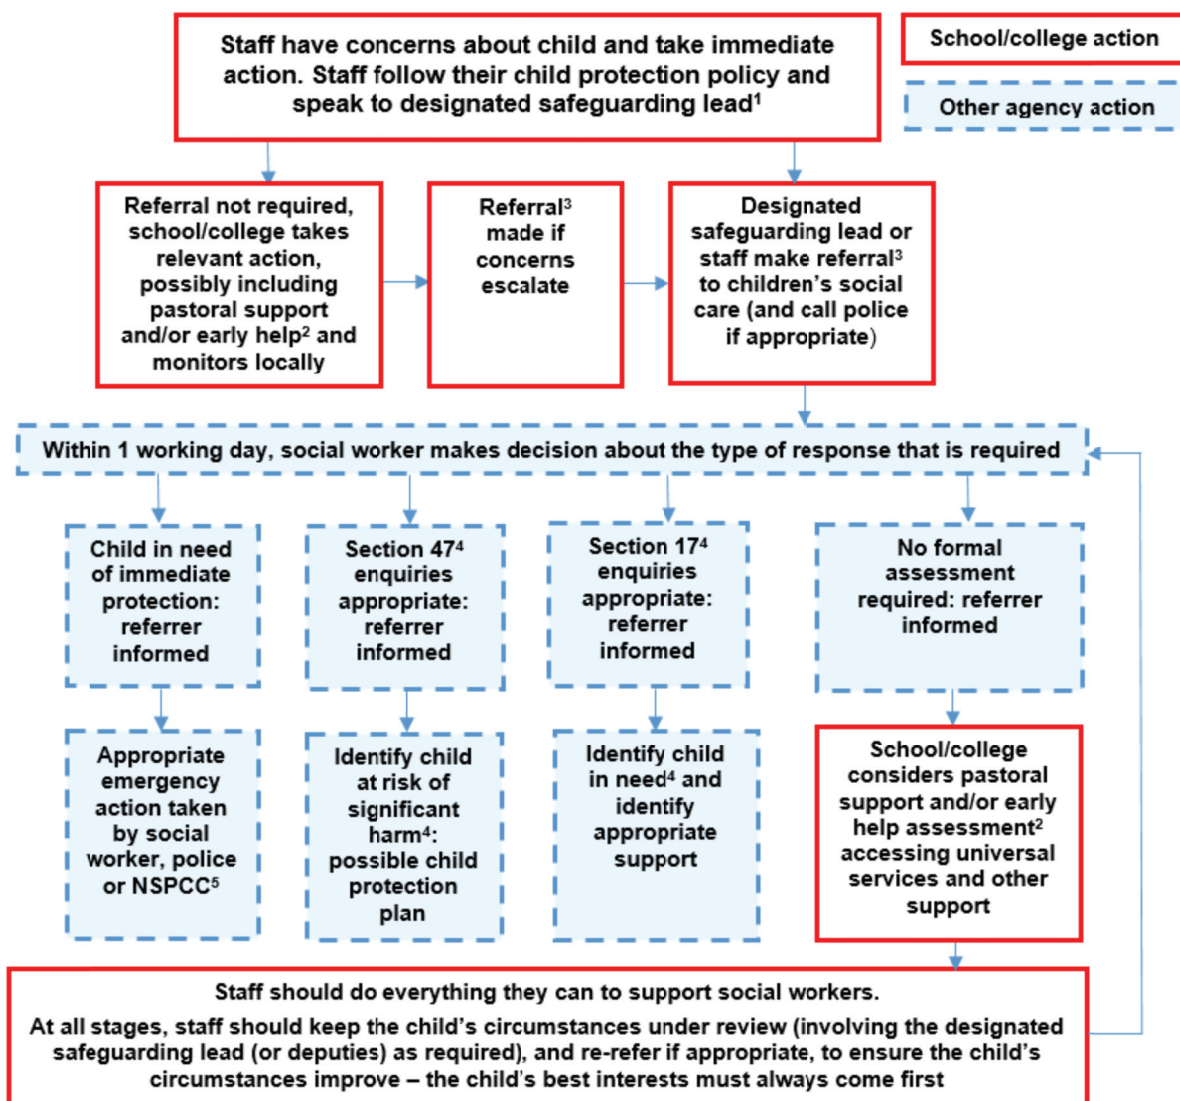 Staff have concerns about child and take immediate
action. Staff follow their child protection policy and
speak to designated safeguarding lead¹
School/college action
Other agency action
Referral not required,
school/college takes
relevant action,
possibly including
pastoral support
and/or early help² and
monitors locally
Referral³
made if
concerns
escalate
Designated
safeguarding lead or
staff make referral³
to children’s social
care (and call police
if appropriate)
Within 1 working day, social worker makes decision about the type of response that is required
Child in need
of immediate
protection:
referrer
informed
Section 47⁴
enquiries
appropriate:
referrer
informed
Section 17⁴
enquiries
appropriate:
referrer
informed
No formal
assessment
required: referrer
informed
Appropriate
emergency
action taken
by social
worker, police
or NSPCC⁵
Identify child
at risk of
significant
harm⁴:
possible child
protection
plan
Identify child
in need⁴ and
identify
appropriate
support
School/college
considers pastoral
support and/or early
help assessment²
accessing universal
services and other
support
Staff should do everything they can to support social workers.
At all stages, staff should keep the child’s circumstances under review (involving the designated
safeguarding lead (or deputies) as required), and re-refer if appropriate, to ensure the child’s
circumstances improve – the child’s best interests must always come first